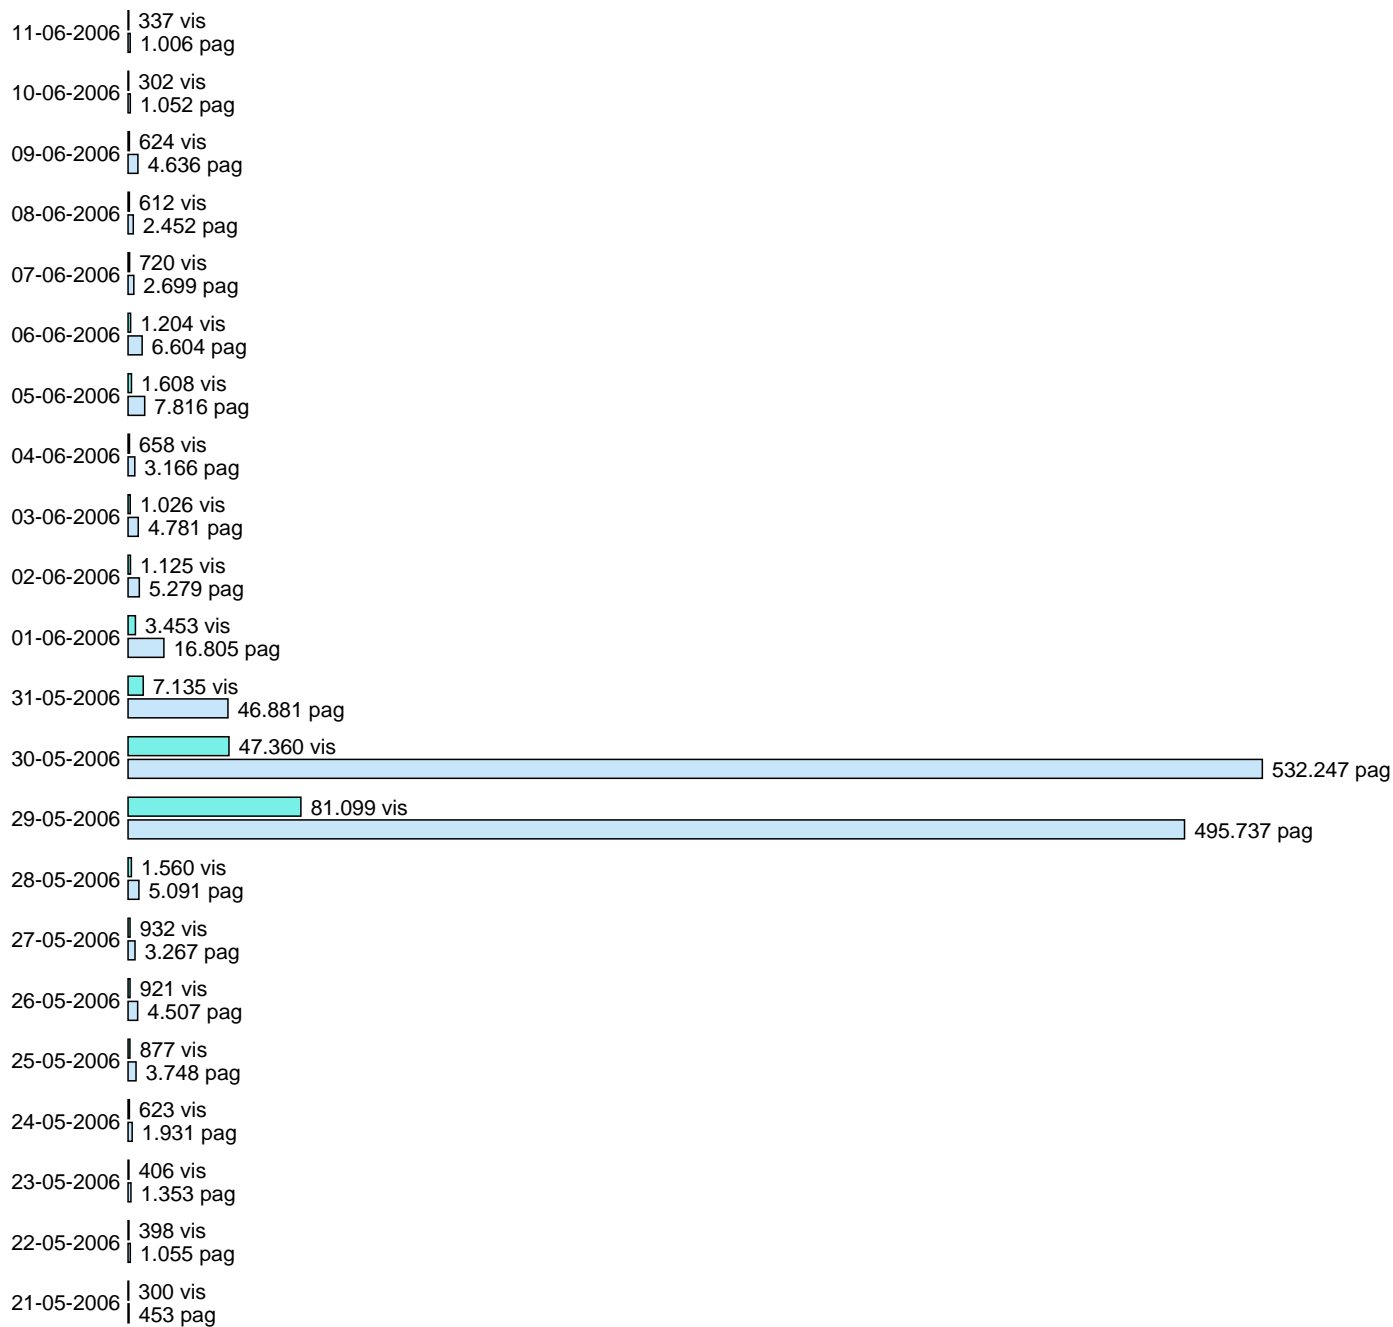 11-06-2006
337 vis
1.006 pag
10-06-2006
302 vis
1.052 pag
09-06-2006
624 vis
4.636 pag
08-06-2006
612 vis
2.452 pag
07-06-2006
720 vis
2.699 pag
06-06-2006
1.204 vis
6.604 pag
05-06-2006
1.608 vis
7.816 pag
04-06-2006
658 vis
3.166 pag
03-06-2006
1.026 vis
4.781 pag
02-06-2006
1.125 vis
5.279 pag
01-06-2006
3.453 vis
16.805 pag
31-05-2006
7.135 vis
46.881 pag
30-05-2006
47.360 vis
532.247 pag
29-05-2006
81.099 vis
495.737 pag
28-05-2006
1.560 vis
5.091 pag
27-05-2006
932 vis
3.267 pag
26-05-2006
921 vis
4.507 pag
25-05-2006
877 vis
3.748 pag
24-05-2006
623 vis
1.931 pag
23-05-2006
406 vis
1.353 pag
22-05-2006
398 vis
1.055 pag
21-05-2006
300 vis
453 pag